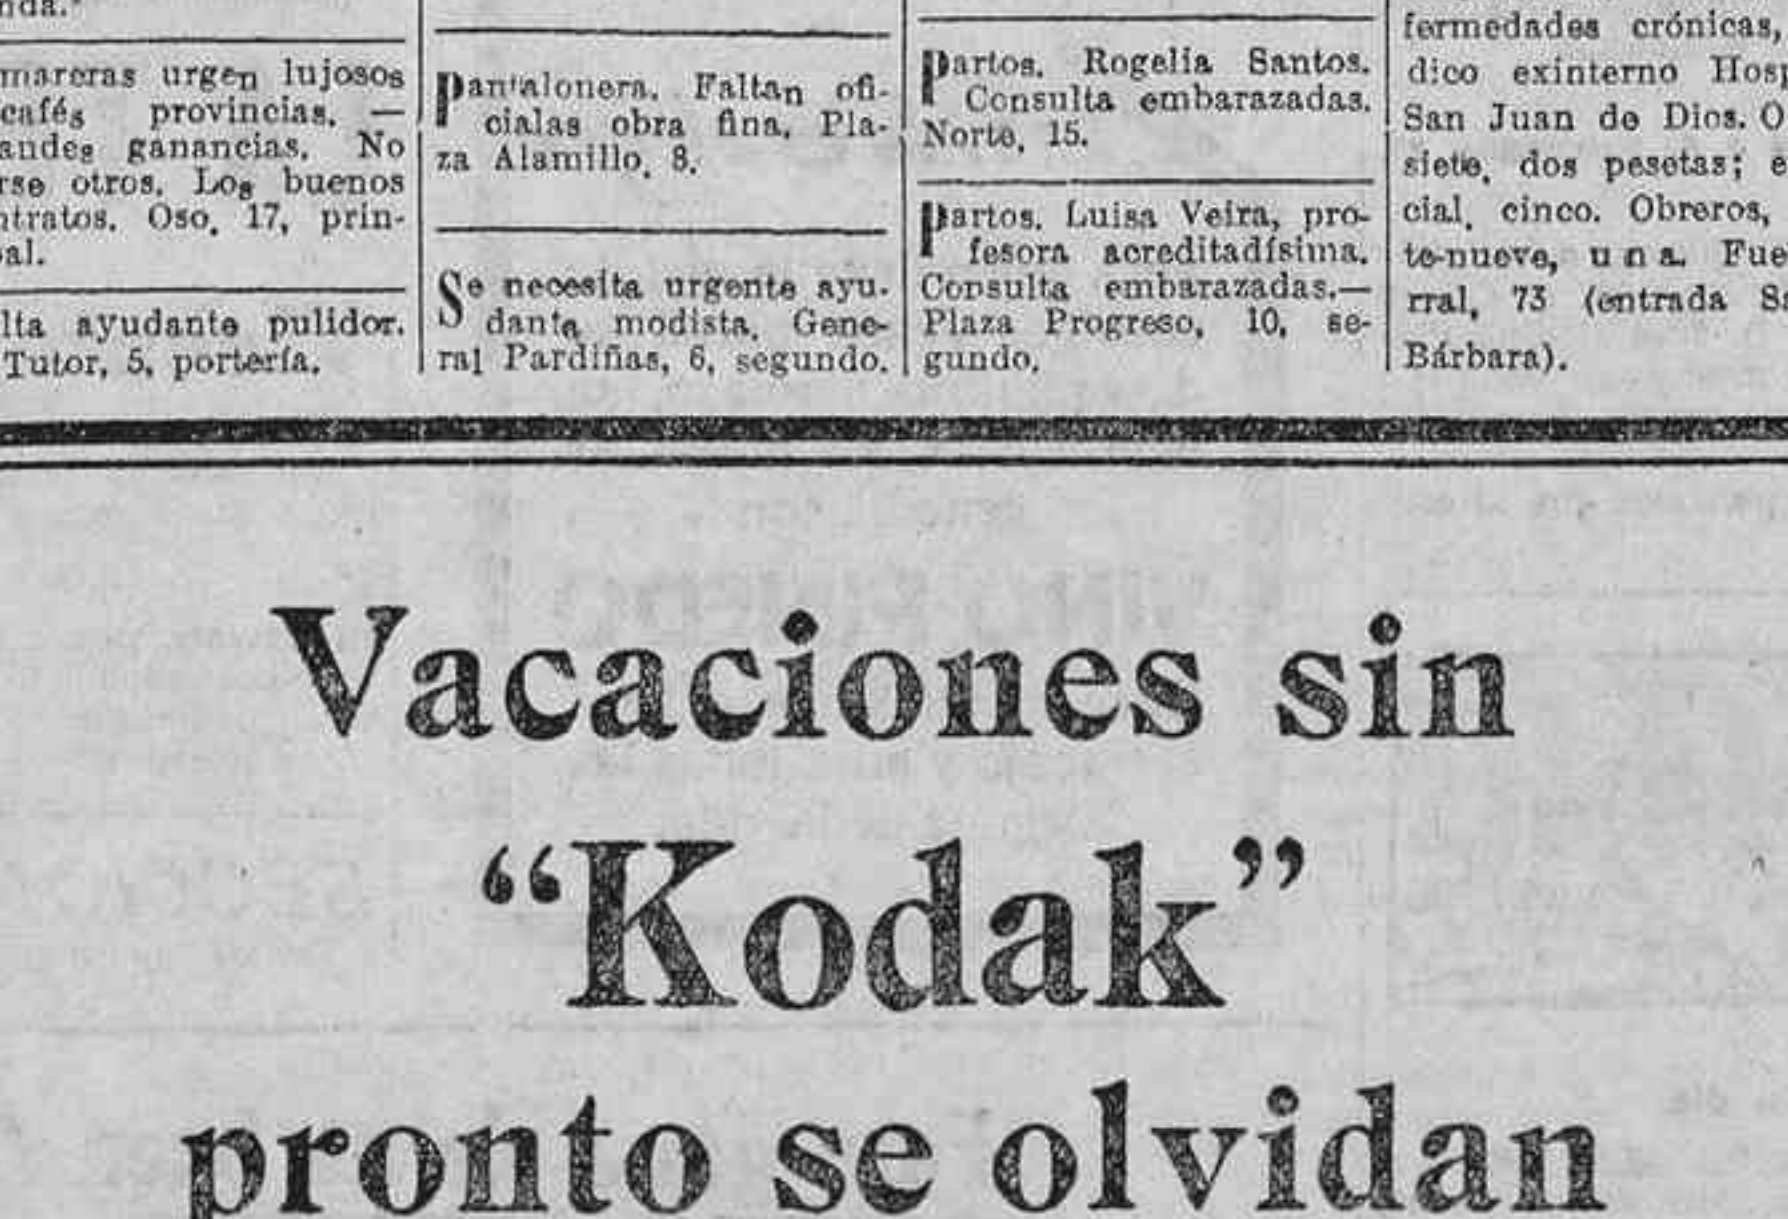 nda.
mareras urgen lujosos
cafés provincias. —
andes ganancias. No
rse otros. Los buenos
ntratos. Oso, 17, prin-
pal.
lta ayudante pulidor.
Tutor, 5, portería.
Pantalonera. Faltan ofi-
cialas obra fina. Pla-
za Alamillo, 8.
Se necesita urgente ayu-
danta modista. Gene-
ral Pardiñas, 6, segundo.
Partos. Rogelia Santos.
Consulta embarazadas.
Norte, 15.
Partos. Luisa Veira, pro-
fesora acreditadísima.
Consulta embarazadas.—
Plaza Progreso, 10, se-
gundo.
fermedades crónicas,
dico exinterno Hosp
San Juan de Dios. O
siete, dos pesetas; e
cial, cinco. Obreros,
te-nueve, una. Fue
rral, 73 (entrada S
Bárbara).
Vacaciones sin
“Kodak”
pronto se olvidan